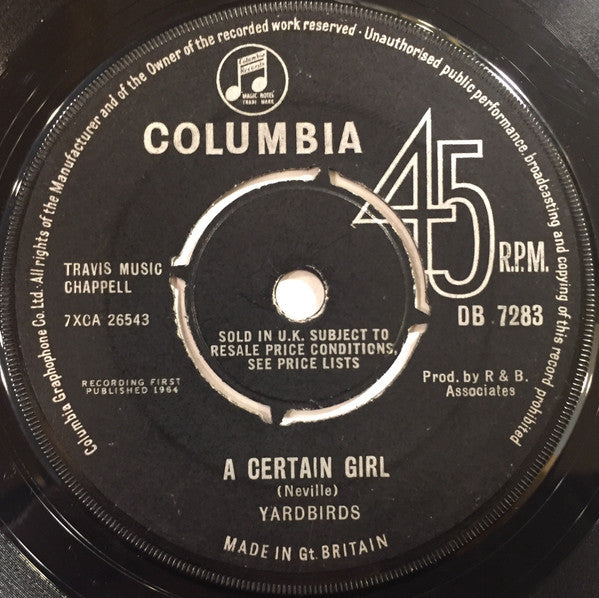 Columbia Graphophone Co. Ltd. All rights of the Manufacturer and of the Owner of the recorded work reserved · Unauthorised public performance, broadcasting and copying of this record prohibited
Columbia
Records
MAGIC NOTES
TRADE MARK
COLUMBIA
45
R.P.M.
TRAVIS MUSIC
CHAPPELL
7XCA 26543
DB 7283
SOLD IN U.K. SUBJECT TO
RESALE PRICE CONDITIONS,
SEE PRICE LISTS
RECORDING FIRST
PUBLISHED 1964
Prod. by R & B.
Associates
A CERTAIN GIRL
(Neville)
YARDBIRDS
MADE IN Gt. BRITAIN